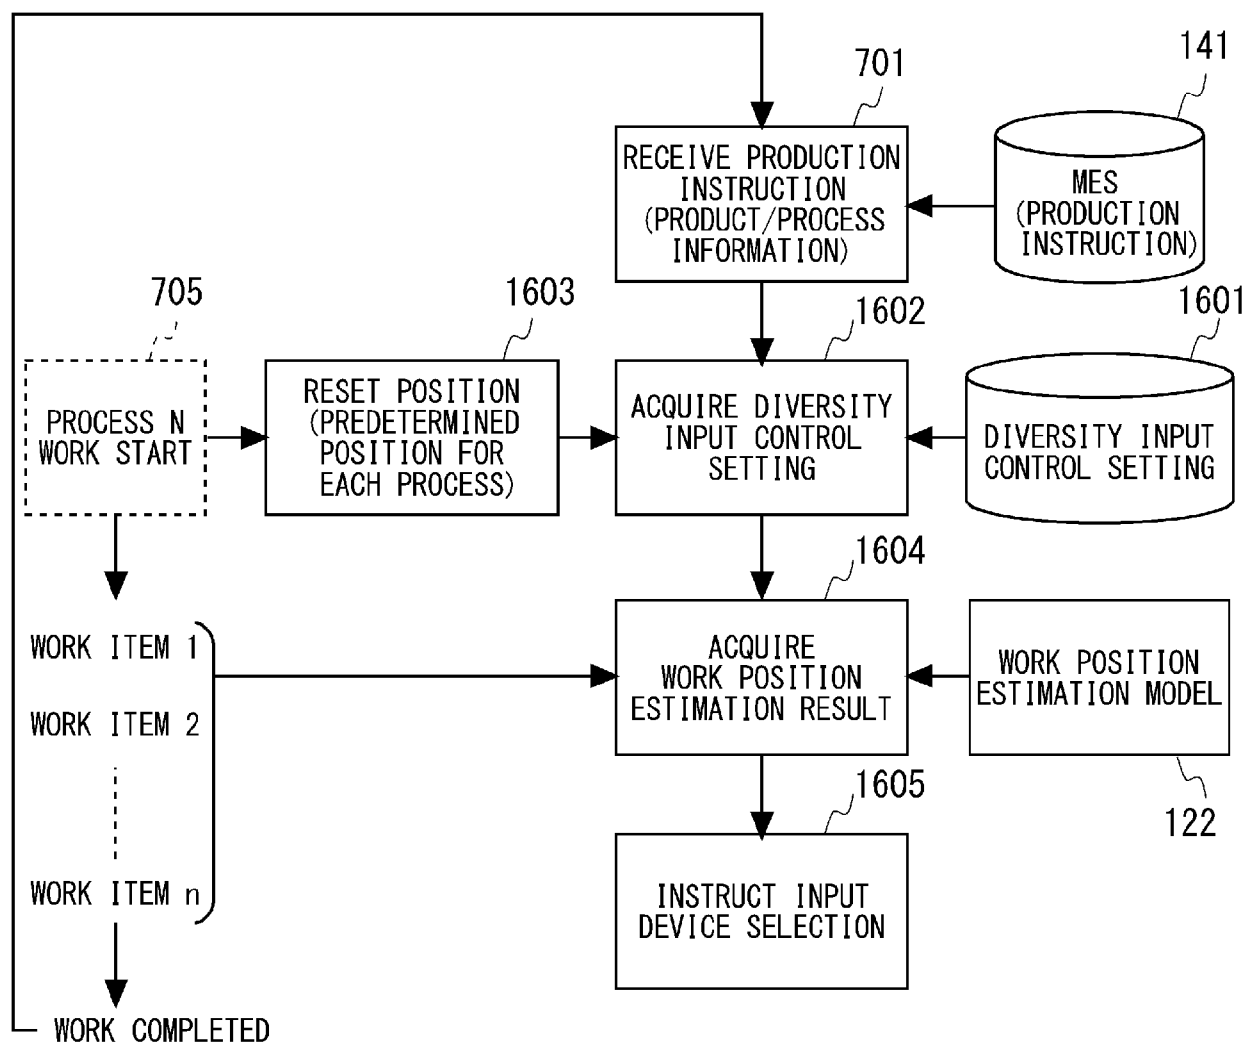 701
141
RECEIVE PRODUCTION
INSTRUCTION
(PRODUCT/PROCESS
INFORMATION)
MES
(PRODUCTION
INSTRUCTION)
705
1603
1602
1601
PROCESS N
WORK START
RESET POSITION
(PREDETERMINED
POSITION FOR
EACH PROCESS)
ACQUIRE DIVERSITY
INPUT CONTROL
SETTING
DIVERSITY INPUT
CONTROL SETTING
1604
WORK ITEM 1
WORK ITEM 2
WORK ITEM n
WORK COMPLETED
ACQUIRE
WORK POSITION
ESTIMATION RESULT
WORK POSITION
ESTIMATION MODEL
122
1605
INSTRUCT INPUT
DEVICE SELECTION